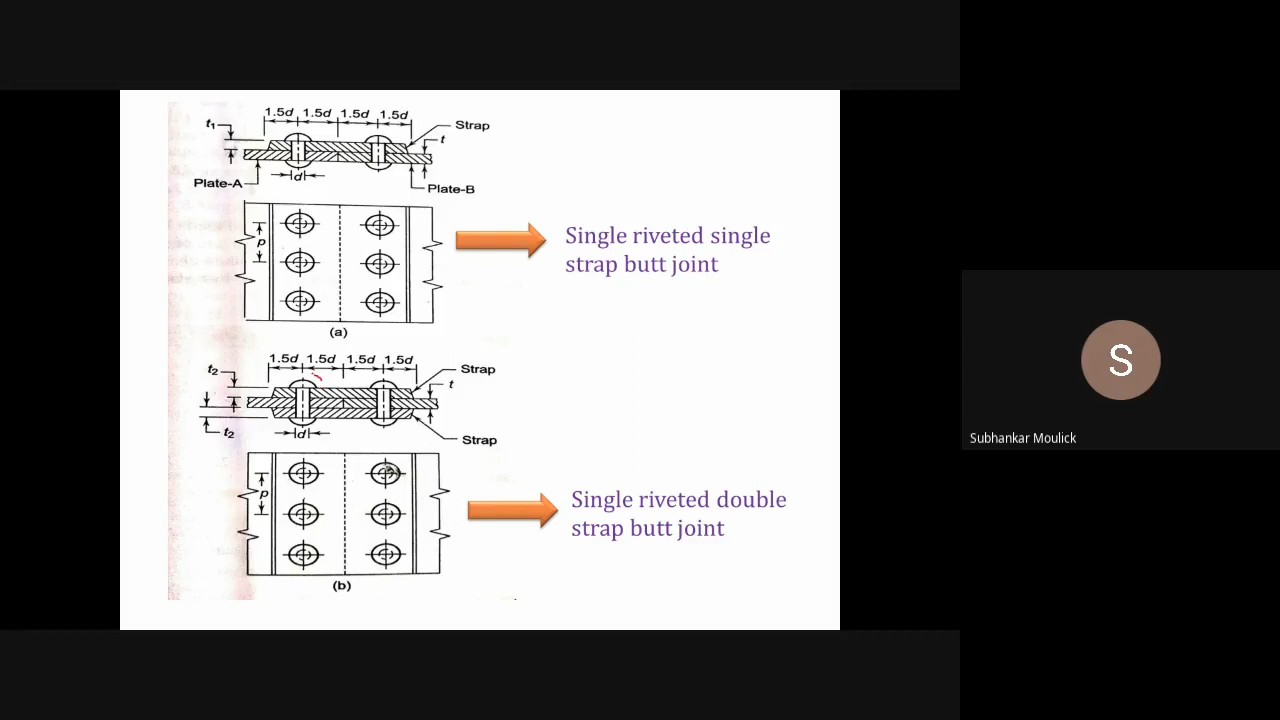 1.5d 1.5d 1.5d 1.5d
t1
Strap
t
Plate-A
d
Plate-B
p
Single riveted single
strap butt joint
(a)
1.5d 1.5d 1.5d 1.5d
t2
Strap
t
t2
d
Strap
p
Single riveted double
strap butt joint
(b)
S
Subhankar Moulick